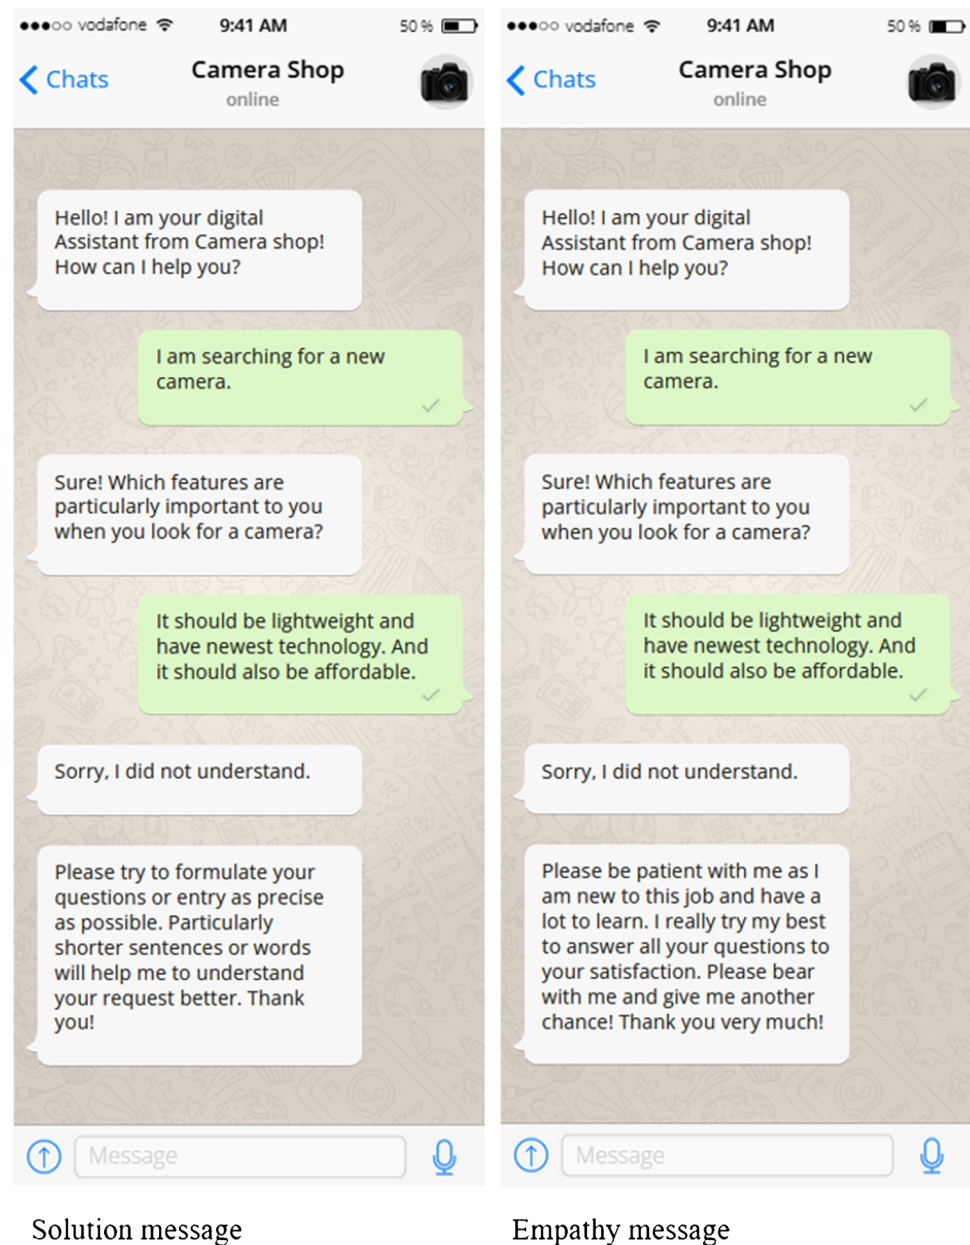 vodafone 9:41 AM 50 %
Chats
Camera Shop
online
Hello! I am your digital
Assistant from Camera shop!
How can I help you?
I am searching for a new
camera.
Sure! Which features are
particularly important to you
when you look for a camera?
It should be lightweight and
have newest technology. And
it should also be affordable.
Sorry, I did not understand.
Please try to formulate your
questions or entry as precise
as possible. Particularly
shorter sentences or words
will help me to understand
your request better. Thank
you!
Message
Solution message
vodafone 9:41 AM 50 %
Chats
Camera Shop
online
Hello! I am your digital
Assistant from Camera shop!
How can I help you?
I am searching for a new
camera.
Sure! Which features are
particularly important to you
when you look for a camera?
It should be lightweight and
have newest technology. And
it should also be affordable.
Sorry, I did not understand.
Please be patient with me as I
am new to this job and have a
lot to learn. I really try my best
to answer all your questions to
your satisfaction. Please bear
with me and give me another
chance! Thank you very much!
Message
Empathy message